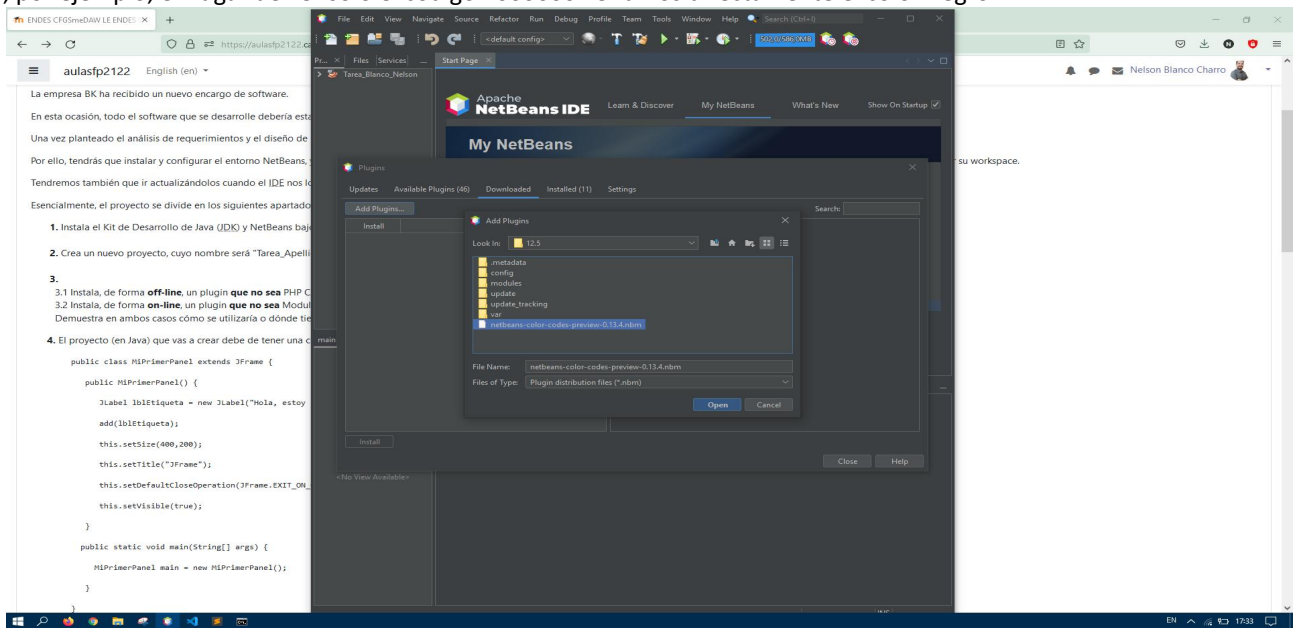 ENDES CFGSmeDAW LE ENDES
https://aulasfp2122.ca
aulasfp2122 English (en)
Nelson Blanco Charro
La empresa BK ha recibido un nuevo encargo de software.
En esta ocasión, todo el software que se desarrolle debería esta
Una vez planteado el análisis de requerimientos y el diseño de
Por ello, tendrás que instalar y configurar el entorno NetBeans,
su workspace.
Tendremos también que ir actualizándolos cuando el IDE nos lo
Esencialmente, el proyecto se divide en los siguientes apartado
1. Instala el Kit de Desarrollo de Java (JDK) y NetBeans baj
2. Crea un nuevo proyecto, cuyo nombre será "Tarea_Apelli
3.
3.1 Instala, de forma off-line, un plugin que no sea PHP C
3.2 Instala, de forma on-line, un plugin que no sea Modul
Demuestra en ambos casos cómo se utilizaría o dónde tie
4. El proyecto (en Java) que vas a crear debe de tener una c
public class MiPrimerPanel extends JFrame {
public MiPrimerPanel() {
JLabel lblEtiqueta = new JLabel("Hola, estoy
add(lblEtiqueta);
this.setSize(400,200);
this.setTitle("JFrame");
this.setDefaultCloseOperation(JFrame.EXIT_ON_
this.setVisible(true);
}
public static void main(String[] args) {
MiPrimerPanel main = new MiPrimerPanel();
}
}
File Edit View Navigate Source Refactor Run Debug Profile Team Tools Window Help Search (Ctrl+I)
<default config>
Pr... Files Services
Start Page
Tarea_Blanco_Nelson
Apache
NetBeans IDE
Learn & Discover My NetBeans What's New Show On Startup
My NetBeans
Plugins
Updates Available Plugins (46) Downloaded Installed (11) Settings
Add Plugins...
Search:
Install
Add Plugins
Look In: 12.5
.metadata
config
modules
update
update_tracking
var
netbeans-color-codes-preview-0.13.4.nbm
File Name: netbeans-color-codes-preview-0.13.4.nbm
Files of Type: Plugin distribution files (*.nbm)
Open Cancel
main
Install
Close Help
<No View Available>
EN 17:33